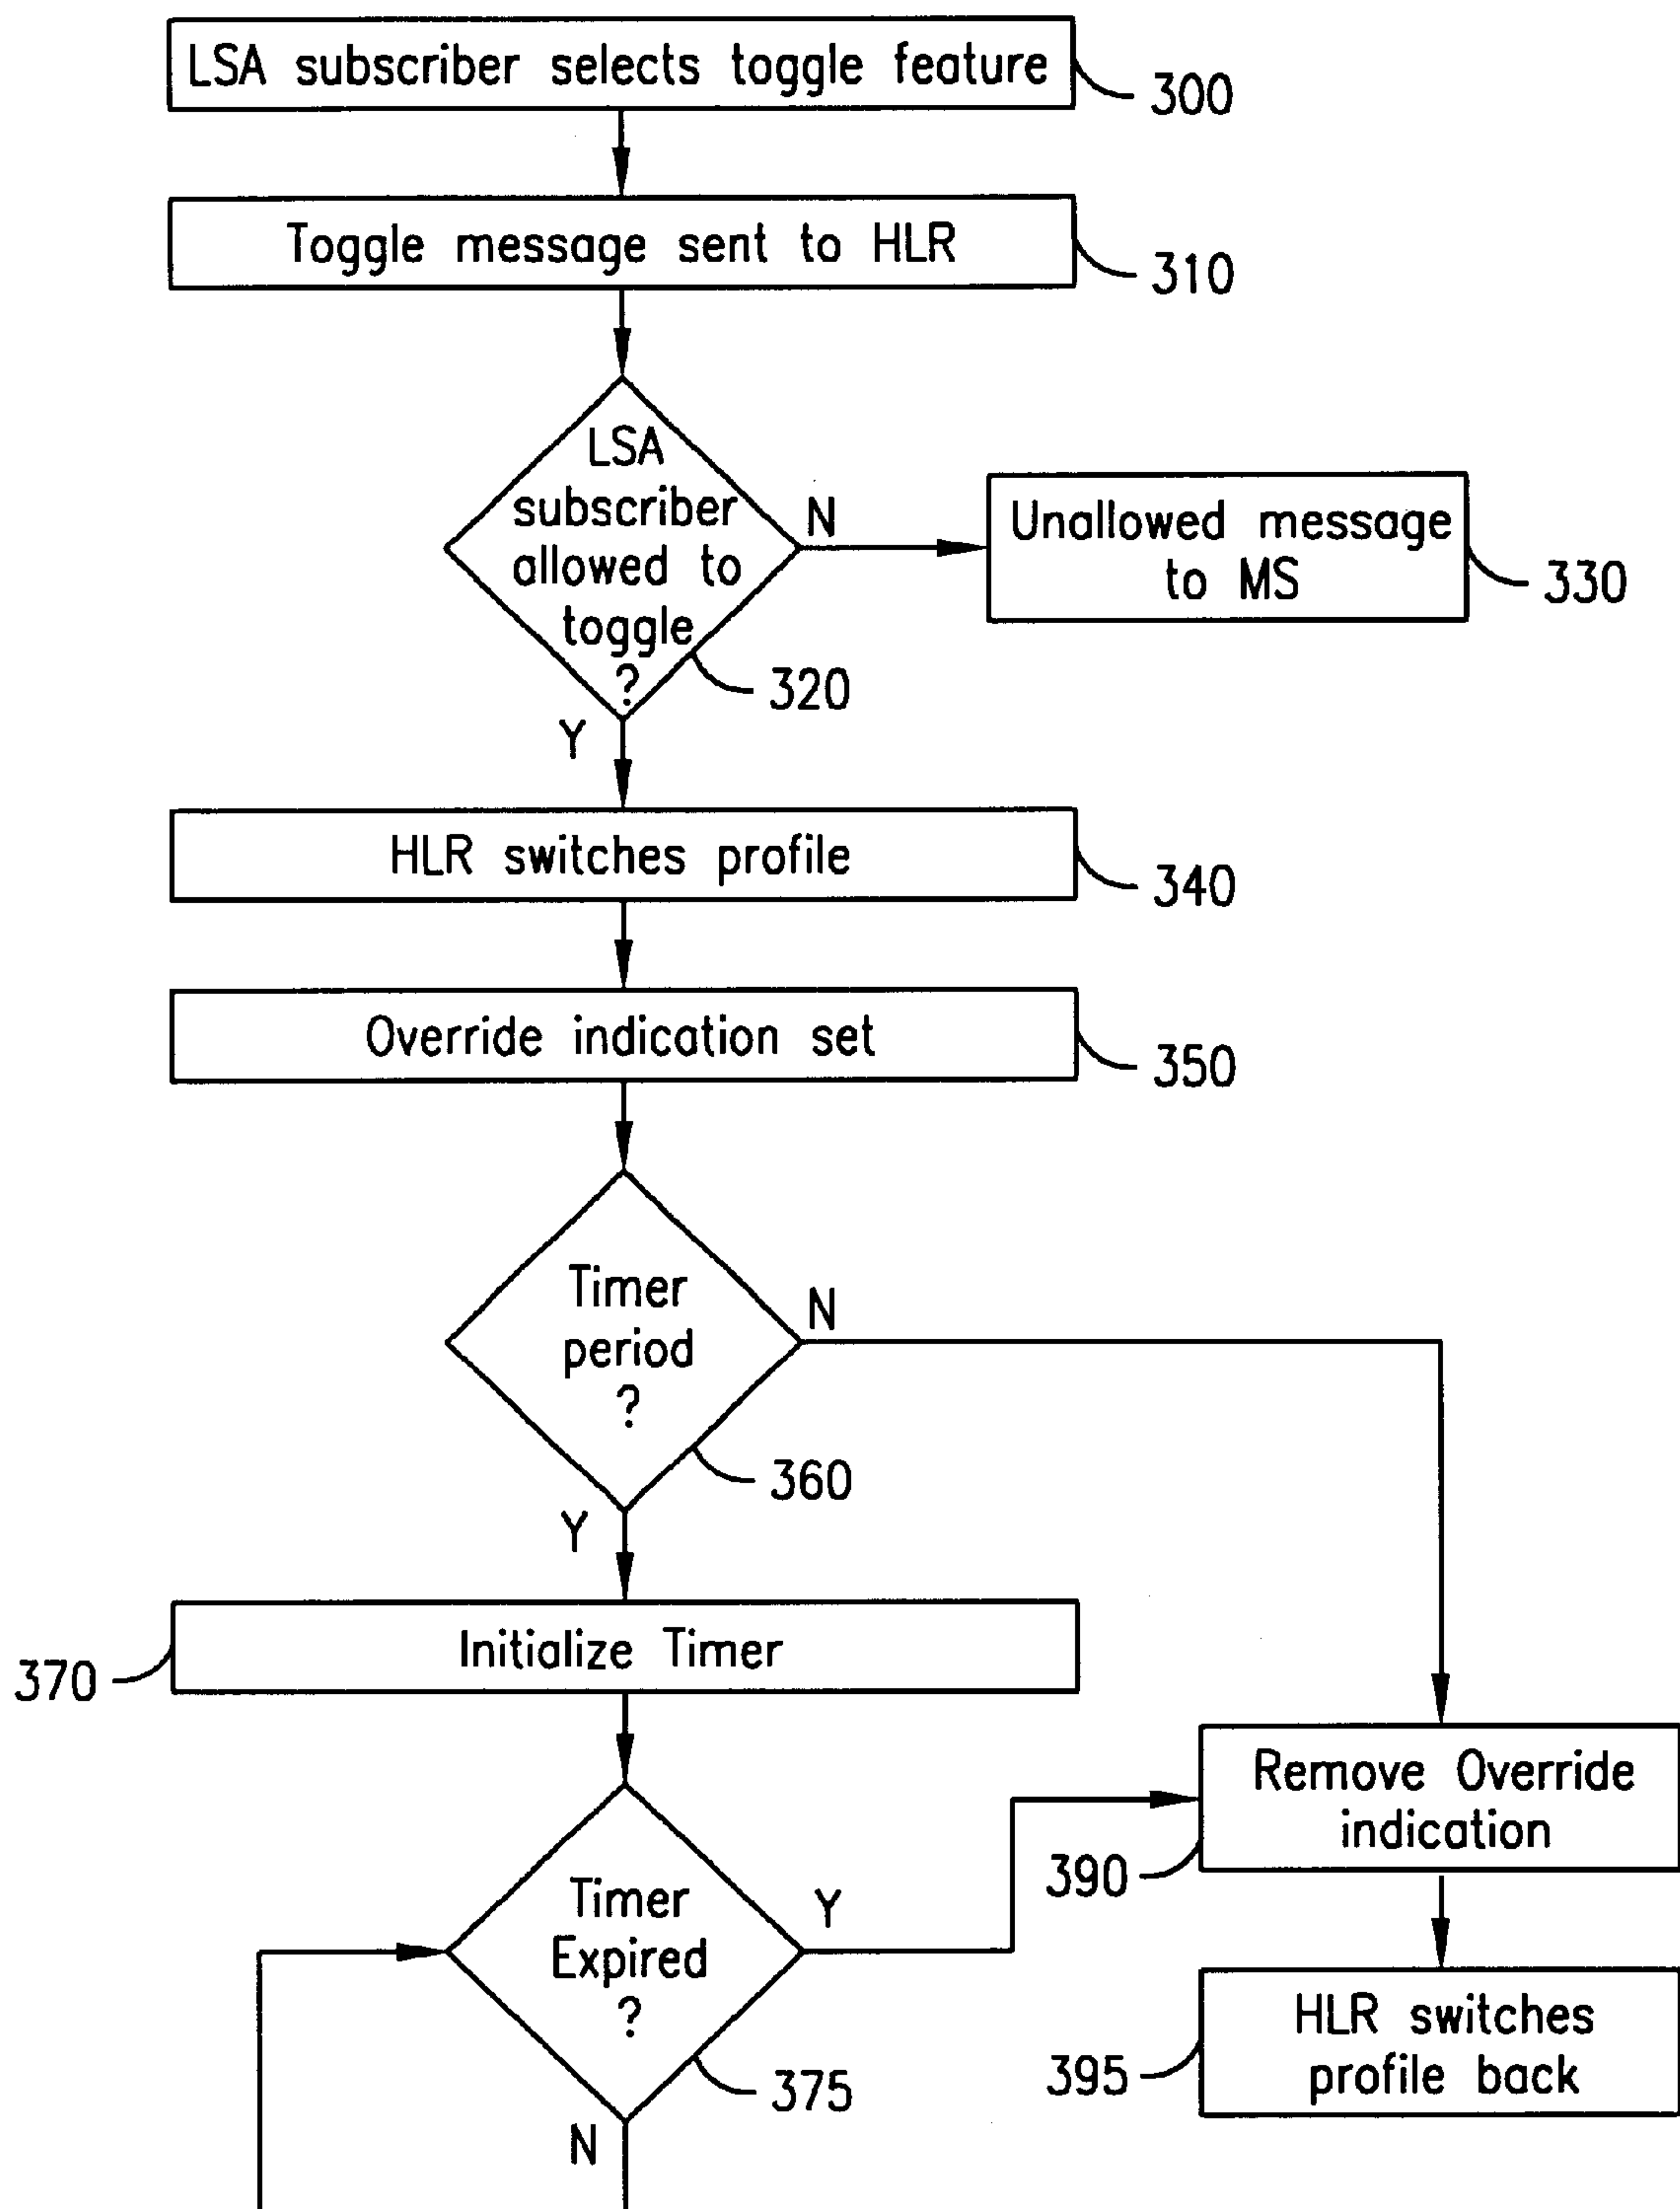 LSA subscriber selects toggle feature
300
Toggle message sent to HLR
310
LSA
subscriber
allowed to
toggle
?
320
N
Unallowed message
to MS
330
Y
HLR switches profile
340
Override indication set
350
Timer
period
?
360
N
Y
Initialize Timer
370
Remove Override
indication
390
Timer
Expired
?
375
Y
HLR switches
profile back
395
N